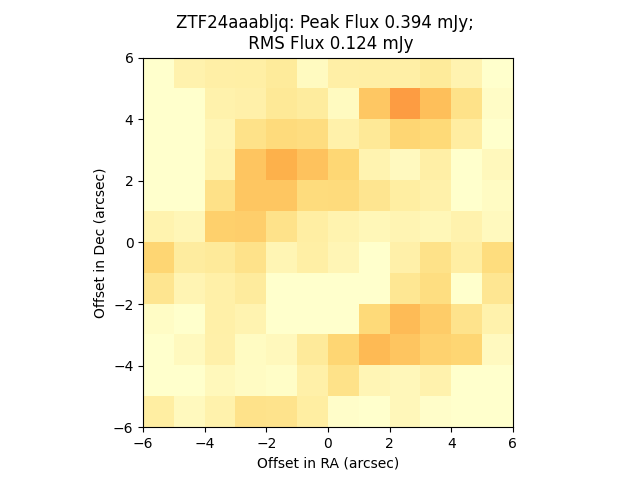 ZTF24aaabljq: Peak Flux 0.394 mJy;
RMS Flux 0.124 mJy
6
4
2
0
−2
−4
−6
Offset in Dec (arcsec)
−6 −4 −2 0 2 4 6
Offset in RA (arcsec)